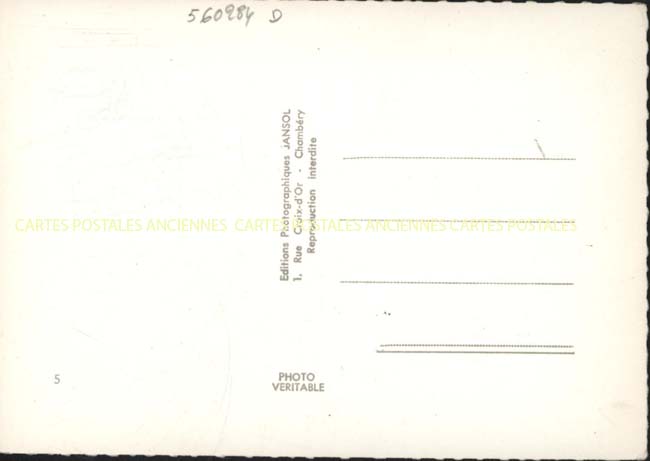 560984 D
Editions Photographiques JANSOL
1, Rue Croix-d'Or - Chambéry
Reproduction interdite
CARTES POSTALES ANCIENNES CARTES POSTALES ANCIENNES CARTES POSTALES
5
PHOTO
VERITABLE